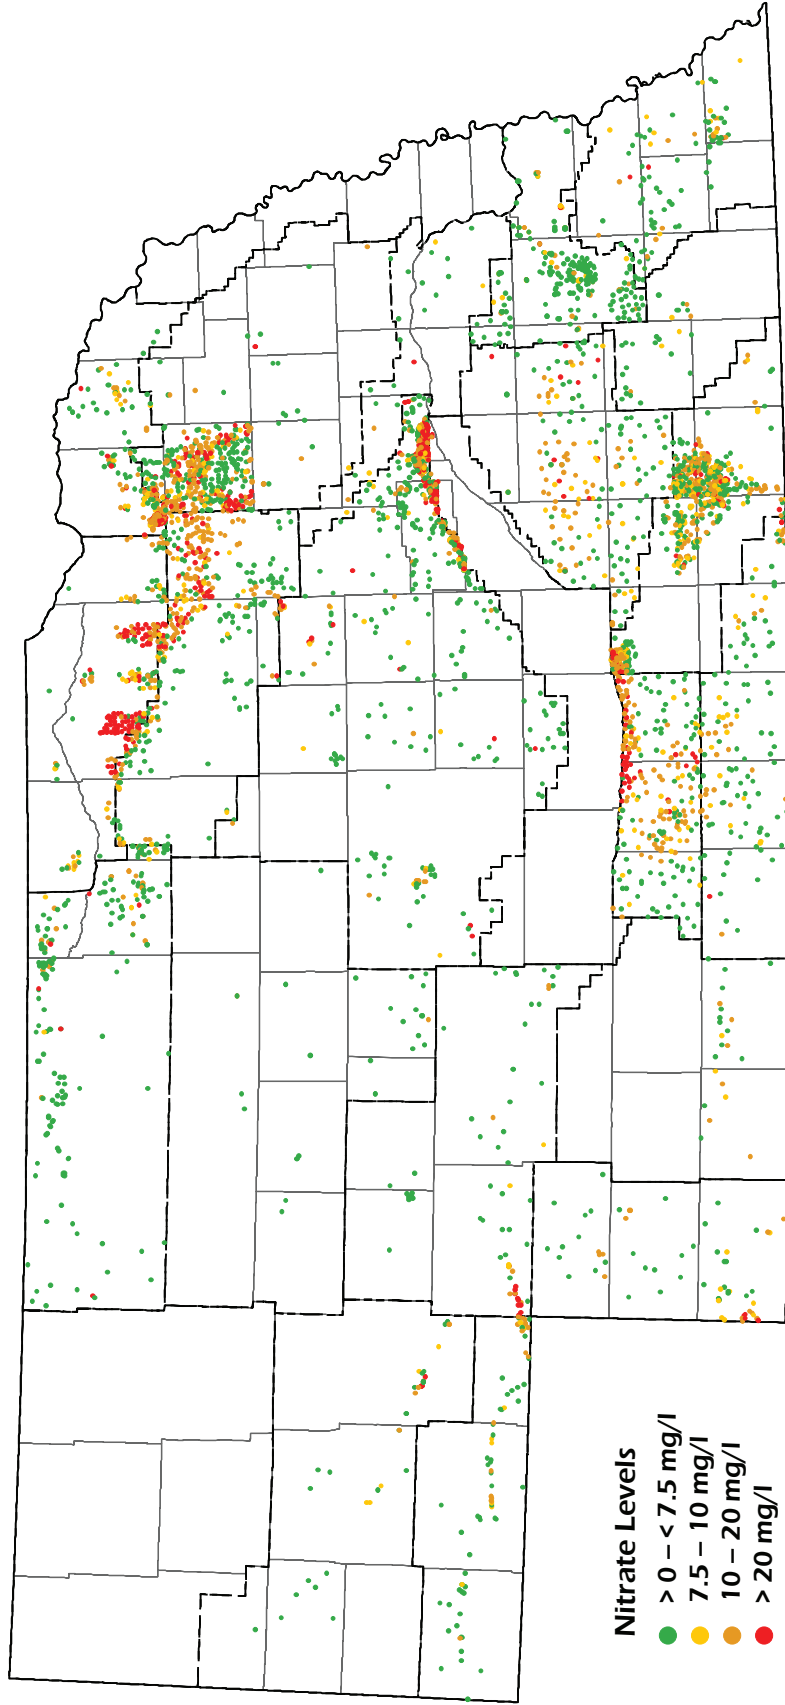 Nitrate Levels
> 0 – < 7.5 mg/l
7.5 – 10 mg/l
10 – 20 mg/l
> 20 mg/l